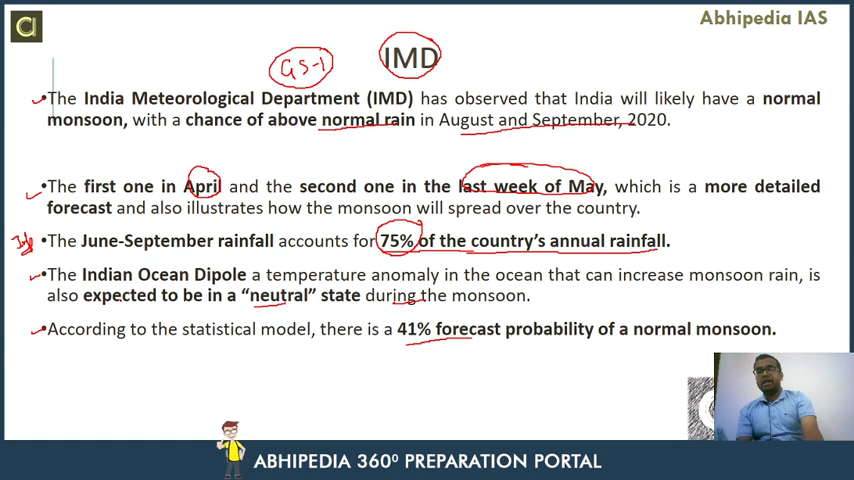 Abhipedia IAS
IMD
GS-1
•The India Meteorological Department (IMD) has observed that India will likely have a normal
monsoon, with a chance of above normal rain in August and September, 2020.
•The first one in April and the second one in the last week of May, which is a more detailed
forecast and also illustrates how the monsoon will spread over the country.
Imp
•The June-September rainfall accounts for 75% of the country's annual rainfall.
•The Indian Ocean Dipole a temperature anomaly in the ocean that can increase monsoon rain, is
also expected to be in a "neutral" state during the monsoon.
•According to the statistical model, there is a 41% forecast probability of a normal monsoon.
ABHIPEDIA 360⁰ PREPARATION PORTAL